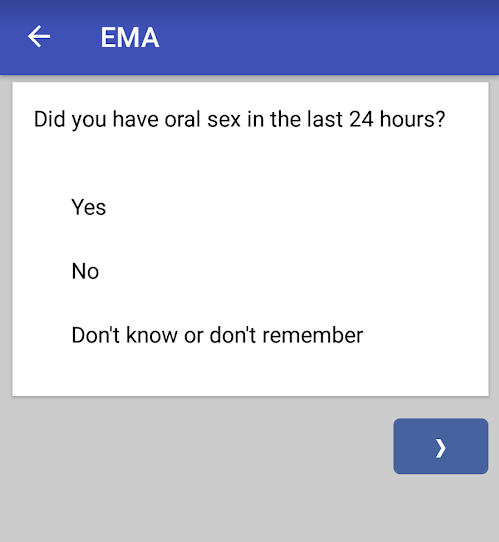 EMA
Did you have oral sex in the last 24 hours?
Yes
No
Don't know or don't remember